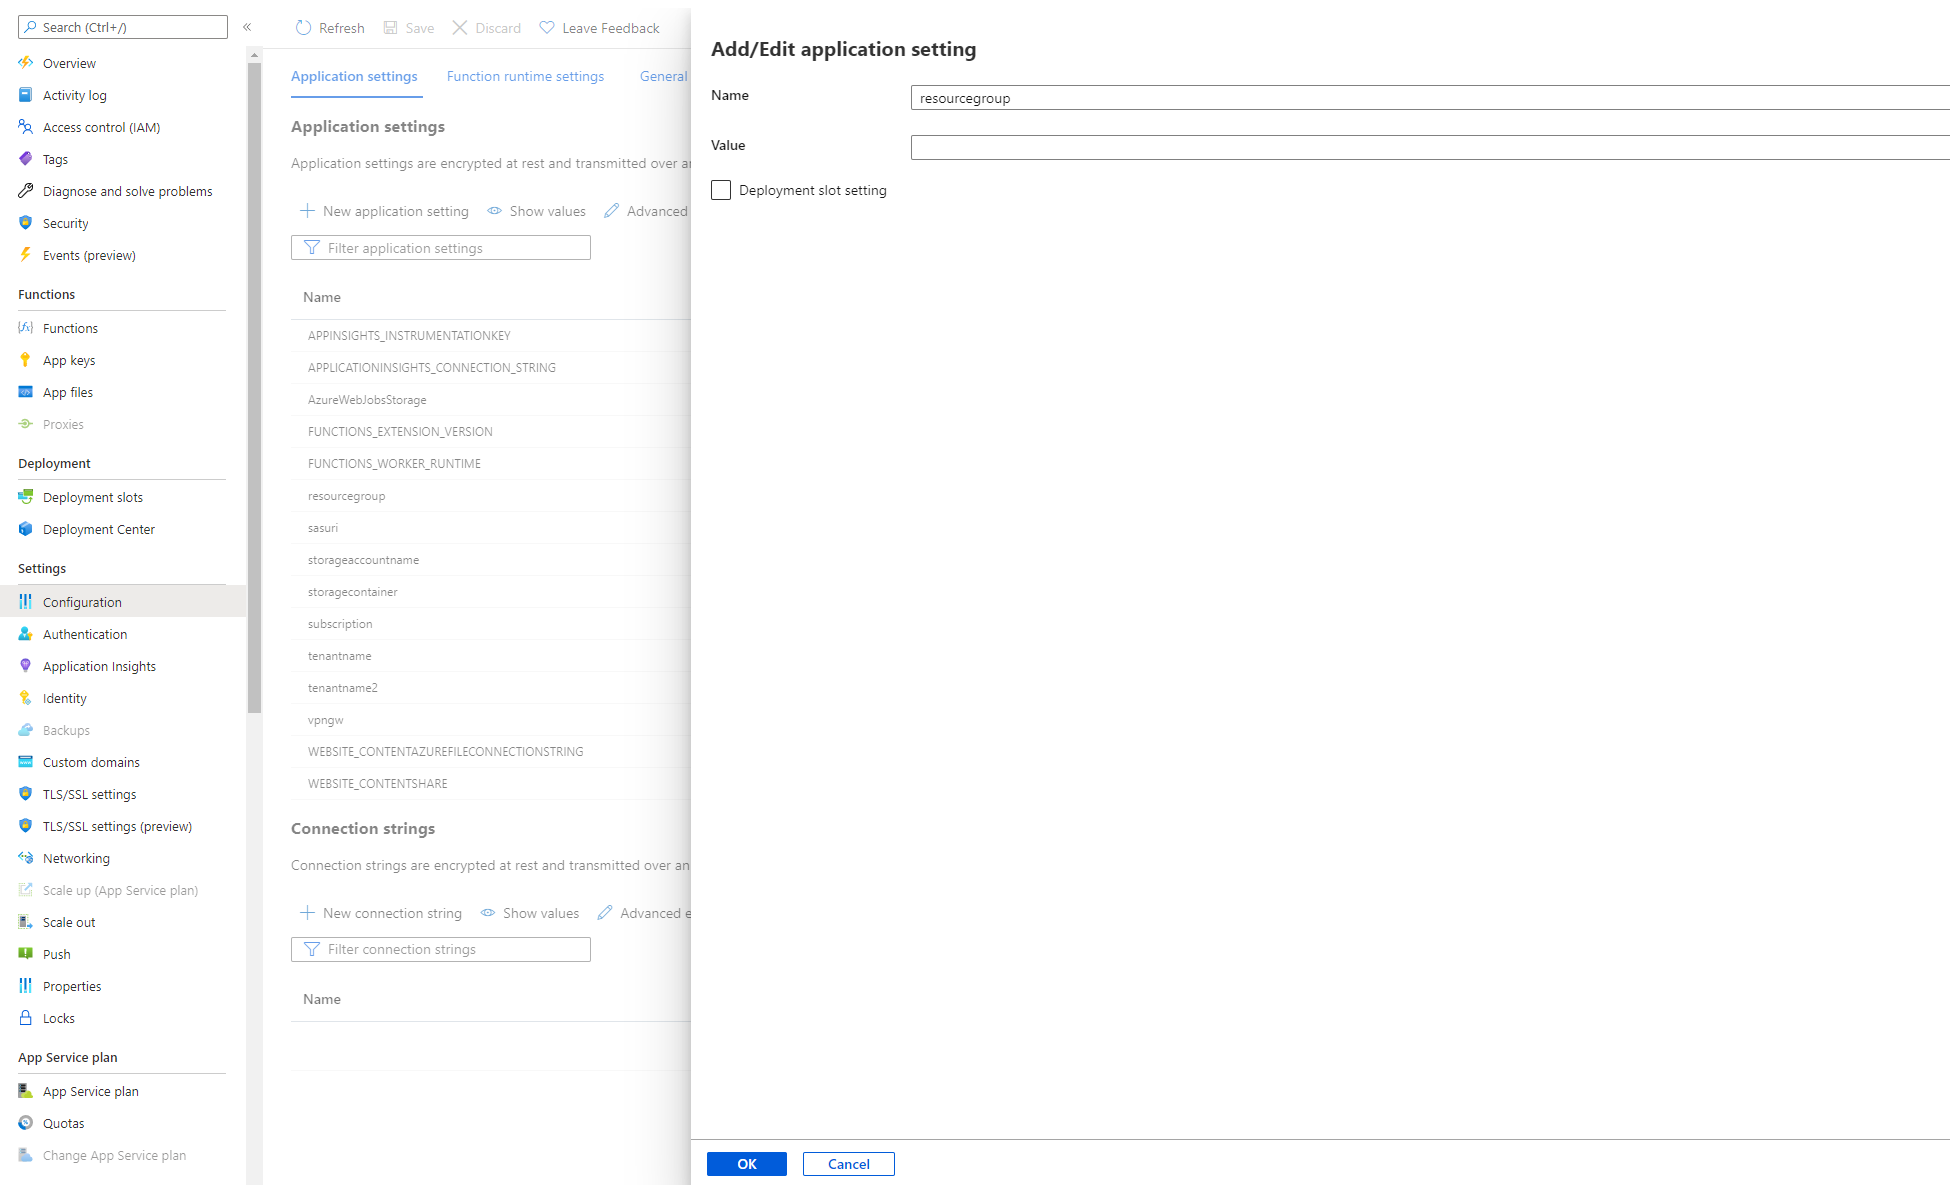 Search (Ctrl+/)
«
Overview
Activity log
Access control (IAM)
Tags
Diagnose and solve problems
Security
Events (preview)
Functions
Functions
App keys
App files
Proxies
Deployment
Deployment slots
Deployment Center
Settings
Configuration
Authentication
Application Insights
Identity
Backups
Custom domains
TLS/SSL settings
TLS/SSL settings (preview)
Networking
Scale up (App Service plan)
Scale out
Push
Properties
Locks
App Service plan
App Service plan
Quotas
Change App Service plan
Refresh Save Discard Leave Feedback
Application settings Function runtime settings General
Application settings
Application settings are encrypted at rest and transmitted over an
New application setting Show values Advanced
Filter application settings
Name
APPINSIGHTS_INSTRUMENTATIONKEY
APPLICATIONINSIGHTS_CONNECTION_STRING
AzureWebJobsStorage
FUNCTIONS_EXTENSION_VERSION
FUNCTIONS_WORKER_RUNTIME
resourcegroup
sasuri
storageaccountname
storagecontainer
subscription
tenantname
tenantname2
vpngw
WEBSITE_CONTENTAZUREFILECONNECTIONSTRING
WEBSITE_CONTENTSHARE
Connection strings
Connection strings are encrypted at rest and transmitted over an
New connection string Show values Advanced e
Filter connection strings
Name
Add/Edit application setting
Name
resourcegroup
Value
Deployment slot setting
OK Cancel